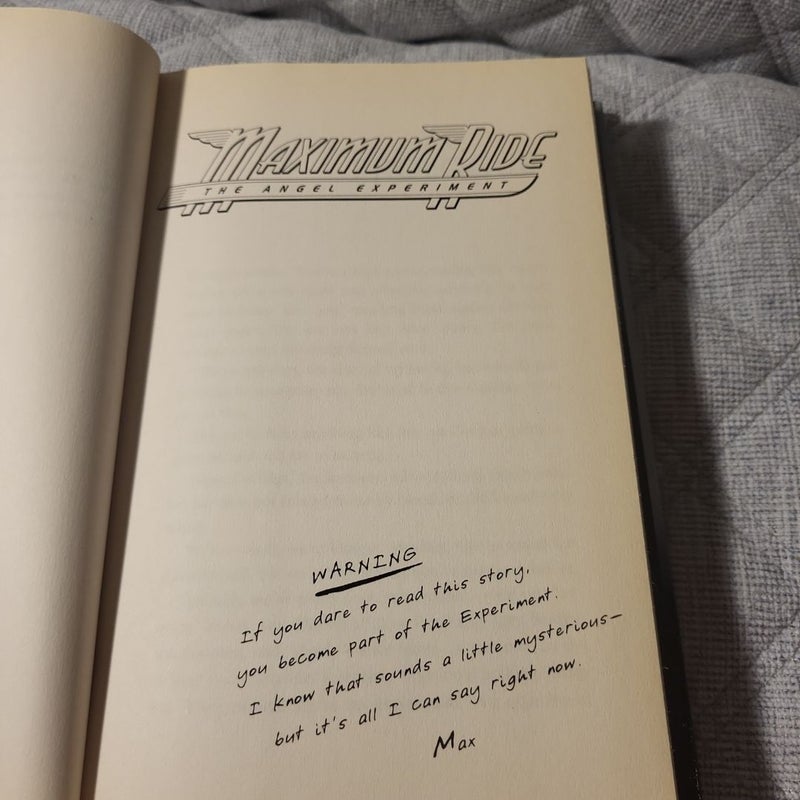 MAXIMUM RIDE
THE ANGEL EXPERIMENT
WARNING
If you dare to read this story,
you become part of the Experiment.
I know that sounds a little mysterious—
but it's all I can say right now.
Max